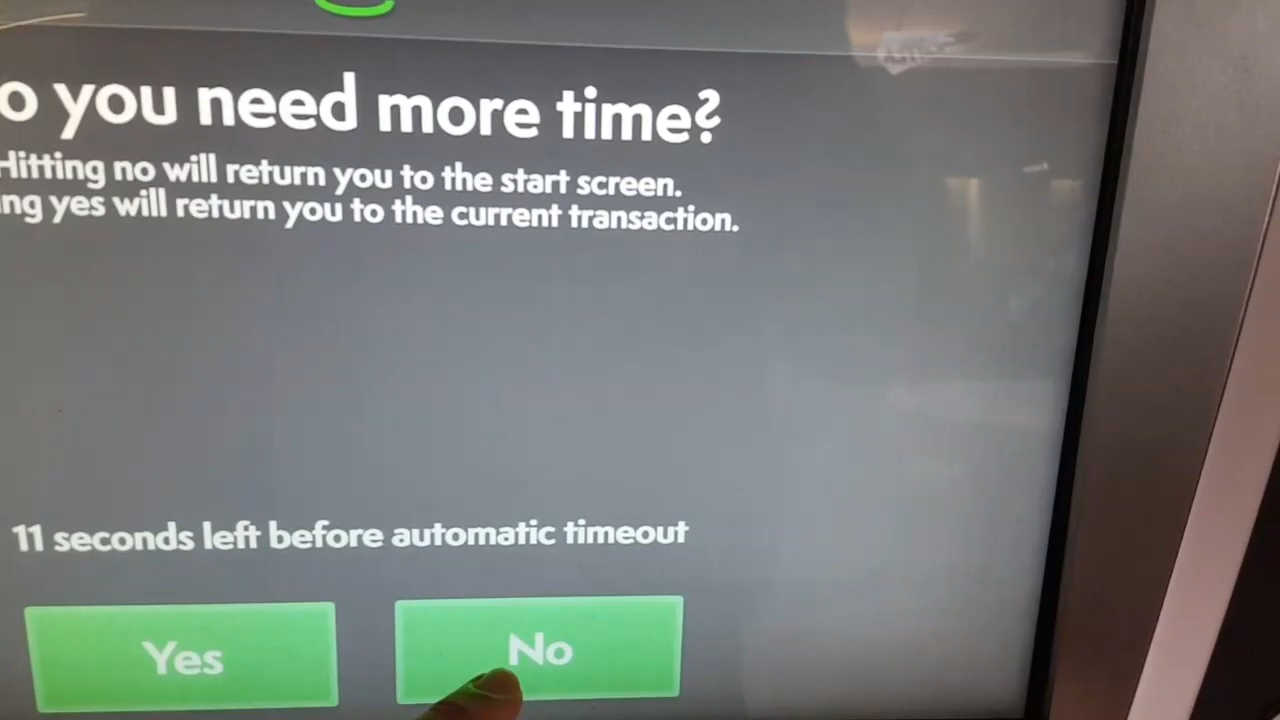 o you need more time?
Hitting no will return you to the start screen.
ng yes will return you to the current transaction.
11 seconds left before automatic timeout
Yes
No